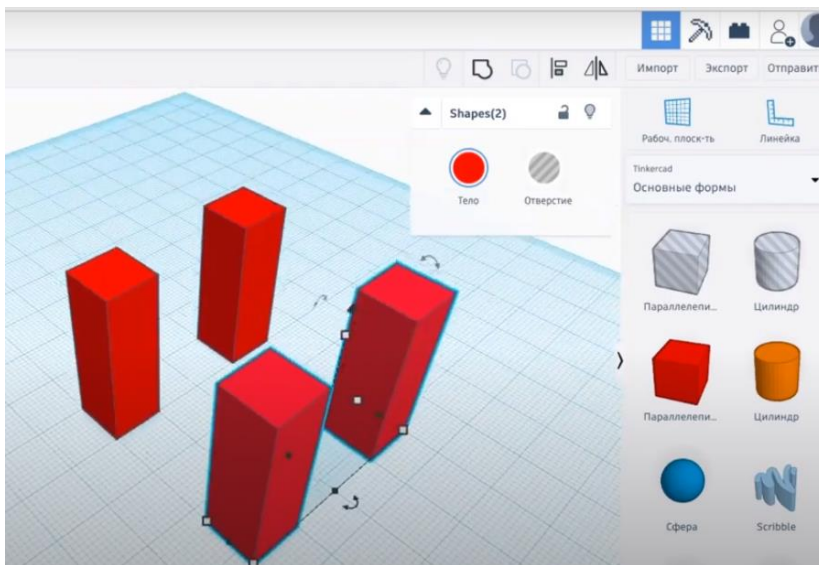 Импорт
Экспорт
Отправит
Shapes(2)
Тело
Отверстие
Рабоч. плоск-ть
Линейка
Tinkercad
Основные формы
Параллелепи...
Цилиндр
Параллелепи...
Цилиндр
Сфера
Scribble